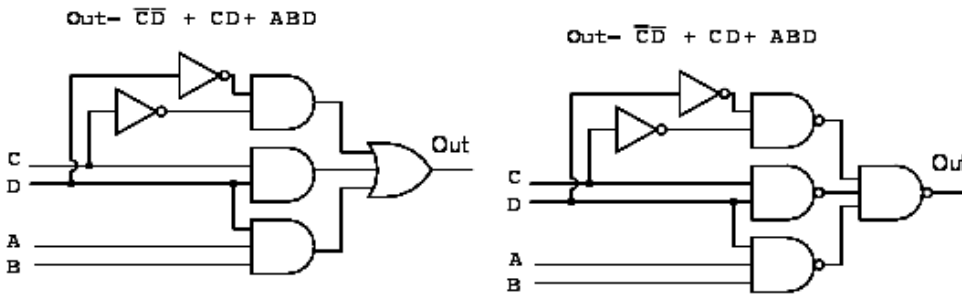 Out- C̅D̅ + CD+ ABD
Out
C
D
A
B
Out- C̅D̅ + CD+ ABD
Out
C
D
A
B